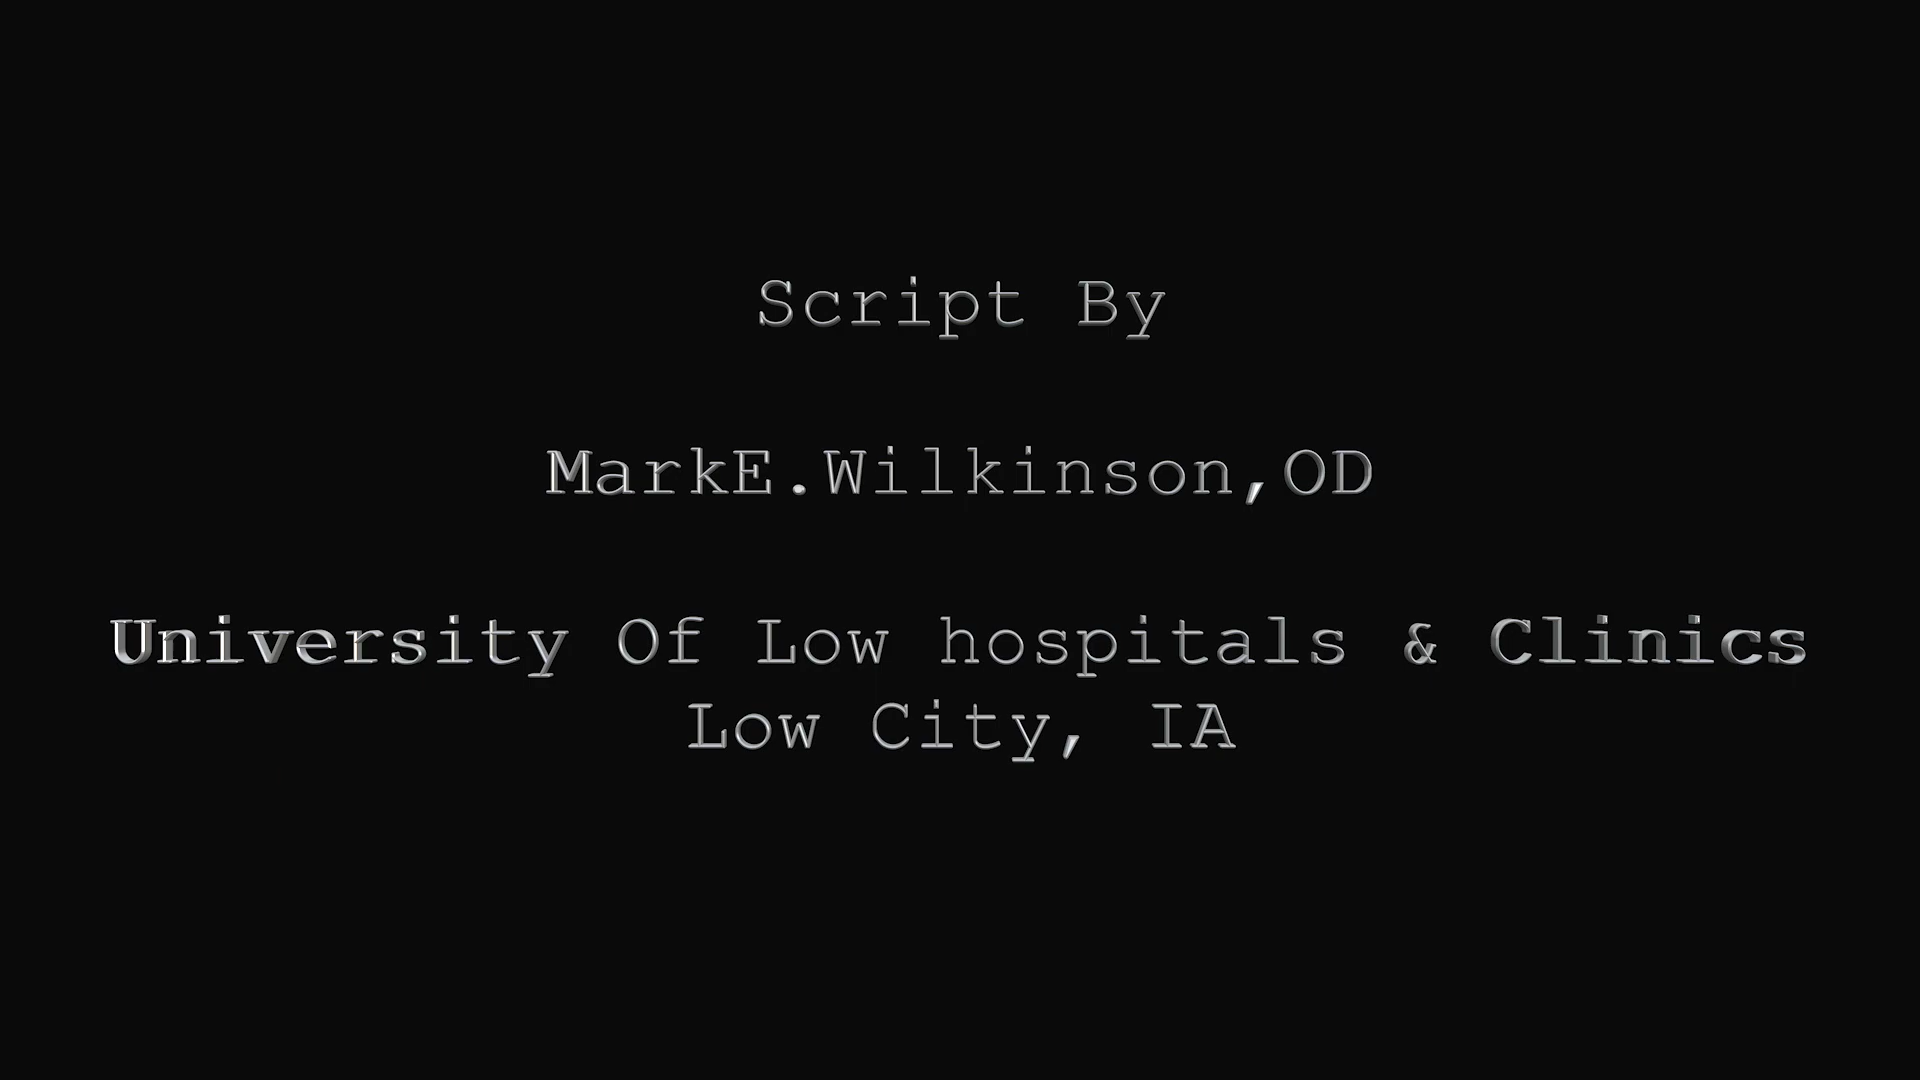 Script By
MarkE.Wilkinson,OD
University Of Low hospitals & Clinics
Low City, IA